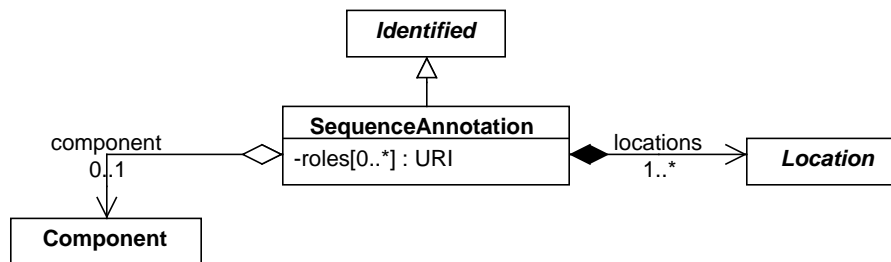 Identified
SequenceAnnotation
-roles[0..*] : URI
component
0..1
locations
1..*
Location
Component